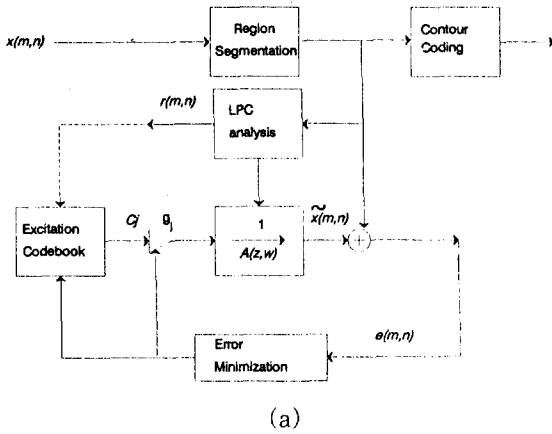 x(m,n)
Region
Segmentation
Contour
Coding
r(m,n)
LPC
analysis
Excitation
Codebook
Cj
gj
1
A(z,w)
~
x(m,n)
+
Error
Minimization
e(m,n)
(a)